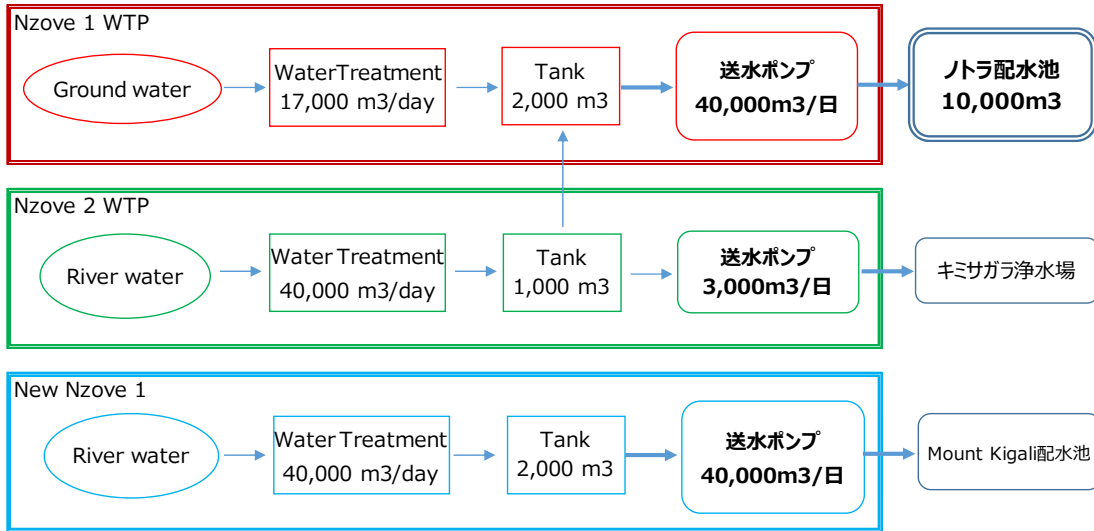 Nzove 1 WTP
Ground water
WaterTreatment
17,000 m3/day
Tank
2,000 m3
送水ポンプ
40,000m3/日
ノトラ配水池
10,000m3
Nzove 2 WTP
River water
Water Treatment
40,000 m3/day
Tank
1,000 m3
送水ポンプ
3,000m3/日
キミサガラ浄水場
New Nzove 1
River water
Water Treatment
40,000 m3/day
Tank
2,000 m3
送水ポンプ
40,000m3/日
Mount Kigali配水池